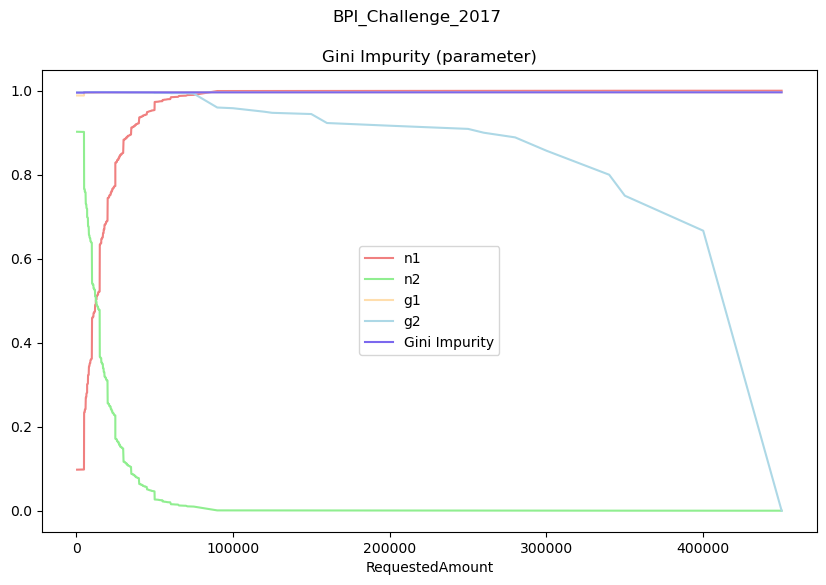 BPI_Challenge_2017
Gini Impurity (parameter)
1.0
0.8
0.6
0.4
0.2
0.0
n1
n2
g1
g2
Gini Impurity
0
100000
200000
300000
400000
RequestedAmount